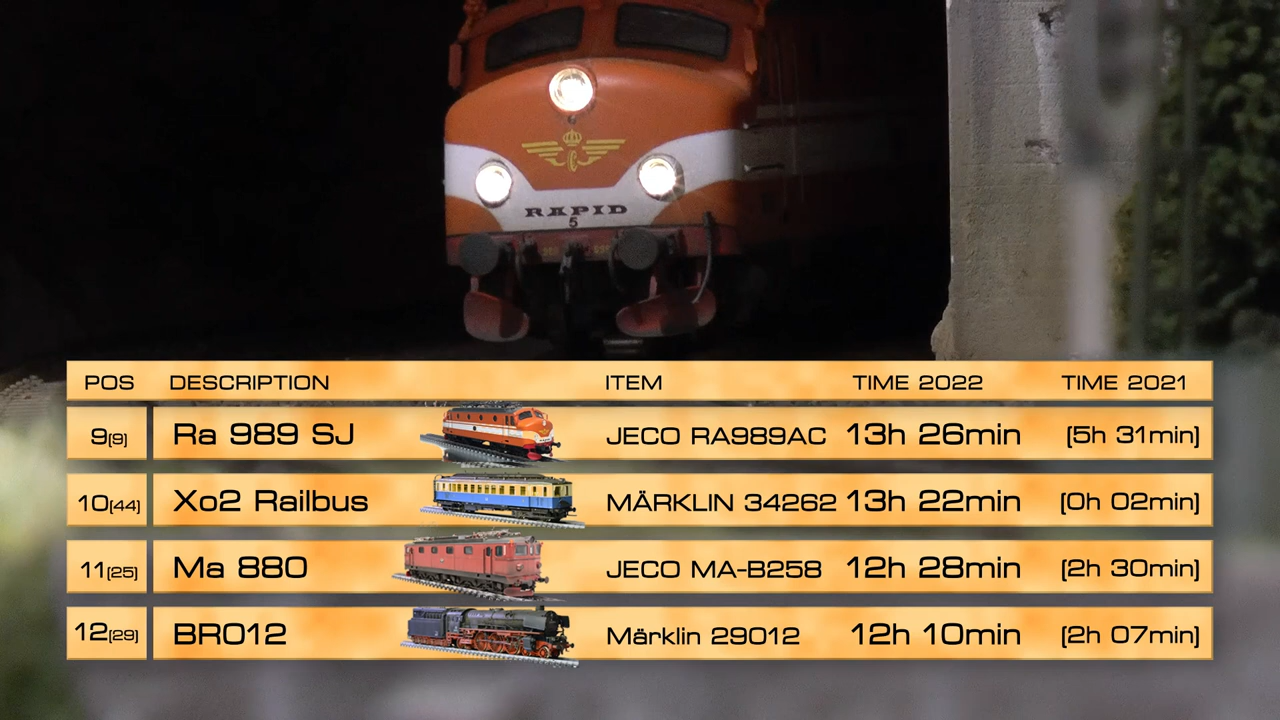 RAPID
5
POS DESCRIPTION ITEM TIME 2022 TIME 2021
9(9) Ra 989 SJ JECO RA989AC 13h 26min (5h 31min)
10(44) Xo2 Railbus MÄRKLIN 34262 13h 22min (0h 02min)
11(25) Ma 880 JECO MA-B258 12h 28min (2h 30min)
12(29) BR012 Märklin 29012 12h 10min (2h 07min)